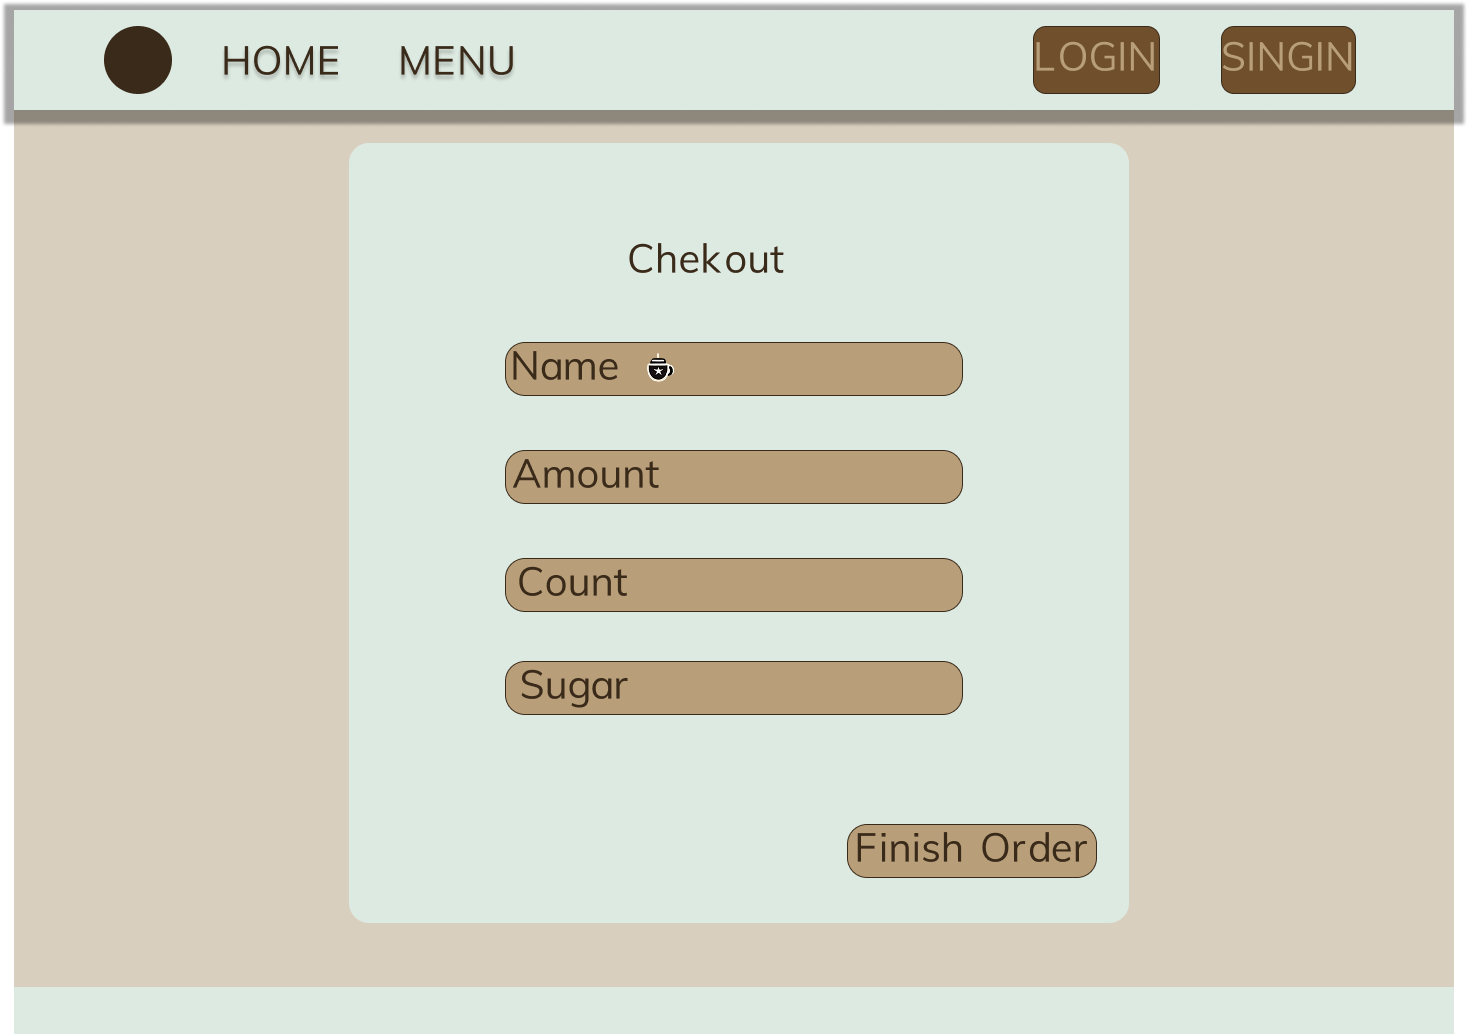 HOME MENU LOGIN SINGIN
Chekout
Name
Amount
Count
Sugar
Finish Order